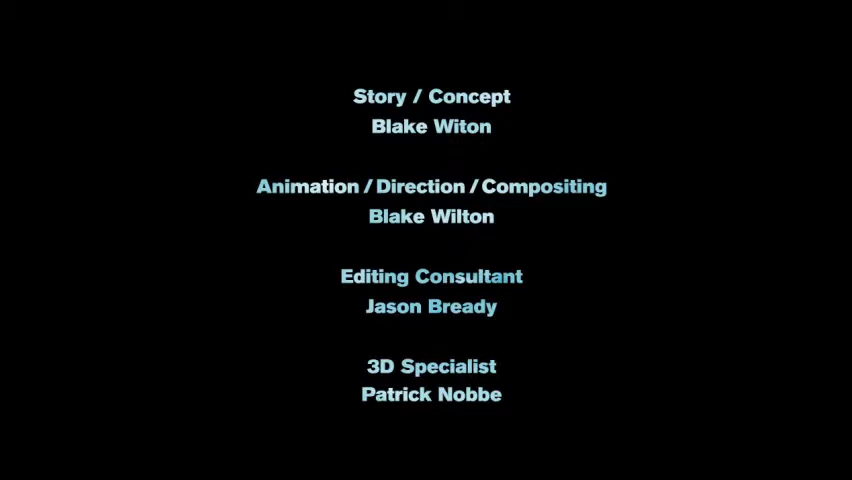 Story / Concept
Blake Witon
Animation / Direction / Compositing
Blake Wilton
Editing Consultant
Jason Bready
3D Specialist
Patrick Nobbe